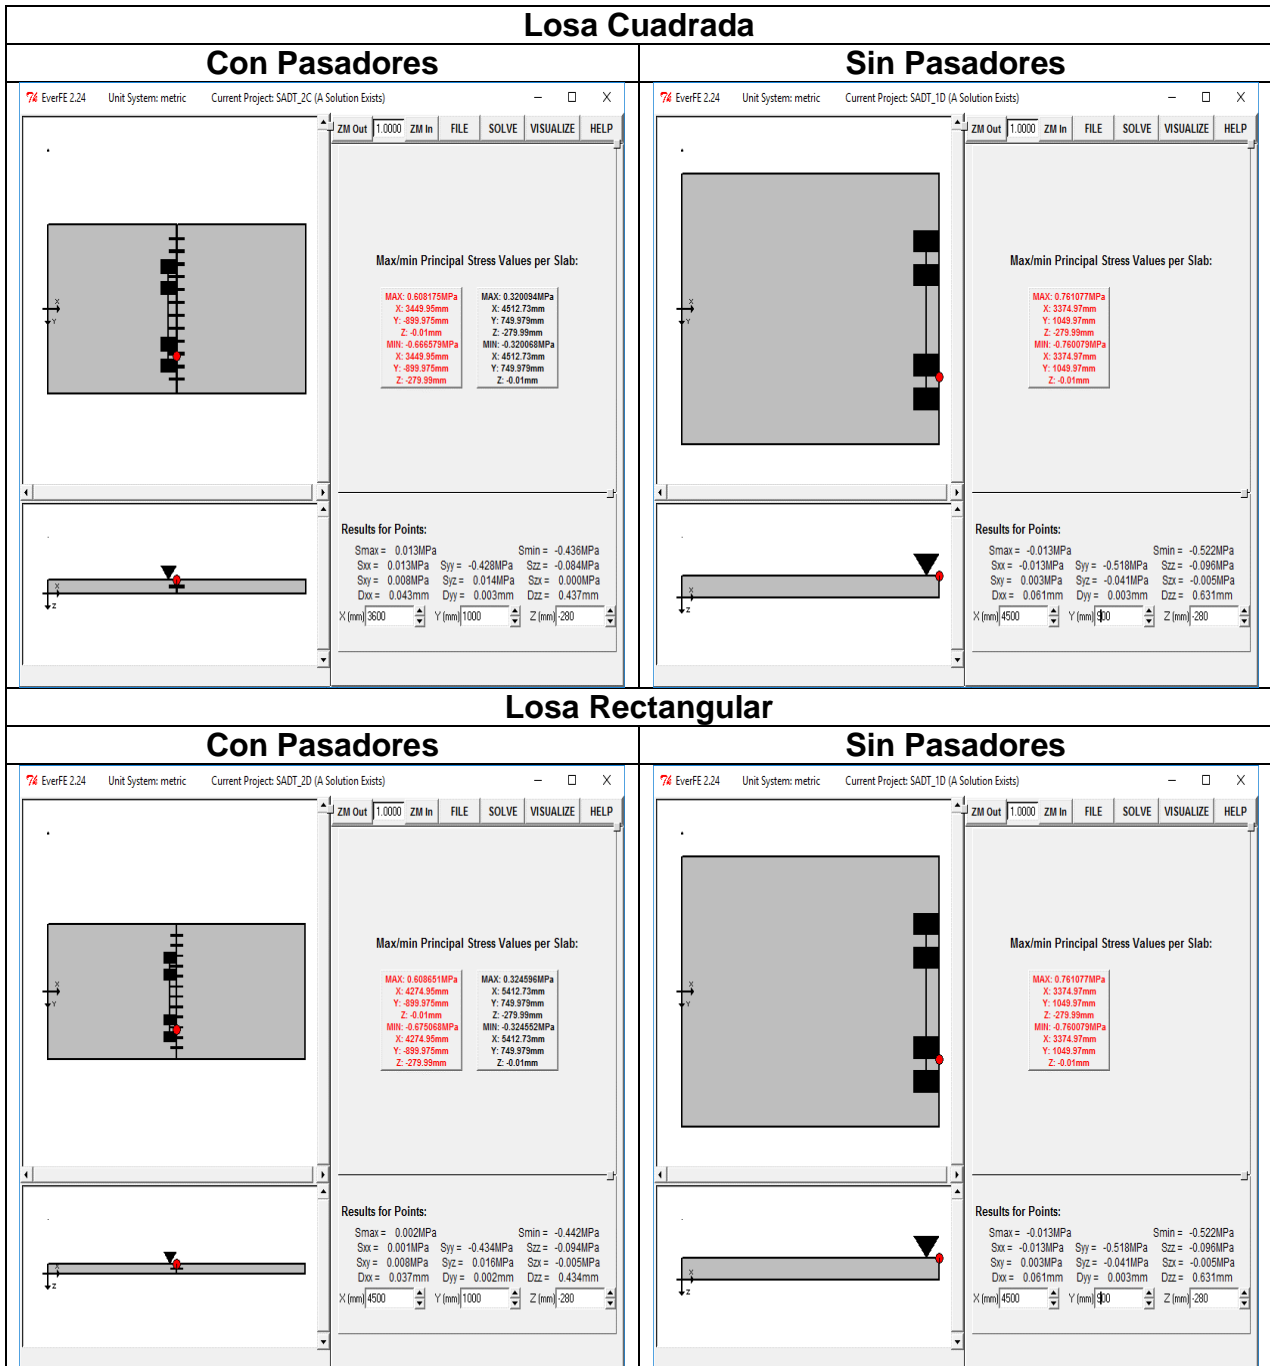 Losa Cuadrada
Con Pasadores
EverFE 2.24 Unit System: metric Current Project: SADT_2C (A Solution Exists)
ZM Out 1.0000 ZM In FILE SOLVE VISUALIZE HELP
X
Y
Max/min Principal Stress Values per Slab:
MAX: 0.608175MPa
X: 3449.95mm
Y: -899.975mm
Z: -0.01mm
MIN: -0.666579MPa
X: 3449.95mm
Y: -899.975mm
Z: -279.99mm
MAX: 0.320094MPa
X: 4512.73mm
Y: 749.979mm
Z: -279.99mm
MIN: -0.320068MPa
X: 4512.73mm
Y: 749.979mm
Z: -0.01mm
X
Z
Results for Points:
Smax = 0.013MPa Smin = -0.436MPa
Sxx = 0.013MPa Syy = -0.428MPa Szz = -0.084MPa
Sxy = 0.008MPa Syz = 0.014MPa Szx = 0.000MPa
Dxx = 0.043mm Dyy = 0.003mm Dzz = 0.437mm
X (mm) 3600 Y (mm) 1000 Z (mm) -280
Sin Pasadores
EverFE 2.24 Unit System: metric Current Project: SADT_1D (A Solution Exists)
ZM Out 1.0000 ZM In FILE SOLVE VISUALIZE HELP
X
Y
Max/min Principal Stress Values per Slab:
MAX: 0.761077MPa
X: 3374.97mm
Y: 1049.97mm
Z: -279.99mm
MIN: -0.760079MPa
X: 3374.97mm
Y: 1049.97mm
Z: -0.01mm
X
Z
Results for Points:
Smax = -0.013MPa Smin = -0.522MPa
Sxx = -0.013MPa Syy = -0.518MPa Szz = -0.096MPa
Sxy = 0.003MPa Syz = -0.041MPa Szx = -0.005MPa
Dxx = 0.061mm Dyy = 0.003mm Dzz = 0.631mm
X (mm) 4500 Y (mm) 900 Z (mm) -280
Losa Rectangular
Con Pasadores
EverFE 2.24 Unit System: metric Current Project: SADT_2D (A Solution Exists)
ZM Out 1.0000 ZM In FILE SOLVE VISUALIZE HELP
X
Y
Max/min Principal Stress Values per Slab:
MAX: 0.608651MPa
X: 4274.95mm
Y: -899.975mm
Z: -0.01mm
MIN: -0.675068MPa
X: 4274.95mm
Y: -899.975mm
Z: -279.99mm
MAX: 0.324596MPa
X: 5412.73mm
Y: 749.979mm
Z: -279.99mm
MIN: -0.324552MPa
X: 5412.73mm
Y: 749.979mm
Z: -0.01mm
X
Z
Results for Points:
Smax = 0.002MPa Smin = -0.442MPa
Sxx = 0.001MPa Syy = -0.434MPa Szz = -0.094MPa
Sxy = 0.008MPa Syz = 0.016MPa Szx = -0.005MPa
Dxx = 0.037mm Dyy = 0.002mm Dzz = 0.434mm
X (mm) 4500 Y (mm) 1000 Z (mm) -280
Sin Pasadores
EverFE 2.24 Unit System: metric Current Project: SADT_1D (A Solution Exists)
ZM Out 1.0000 ZM In FILE SOLVE VISUALIZE HELP
X
Y
Max/min Principal Stress Values per Slab:
MAX: 0.761077MPa
X: 3374.97mm
Y: 1049.97mm
Z: -279.99mm
MIN: -0.760079MPa
X: 3374.97mm
Y: 1049.97mm
Z: -0.01mm
X
Z
Results for Points:
Smax = -0.013MPa Smin = -0.522MPa
Sxx = -0.013MPa Syy = -0.518MPa Szz = -0.096MPa
Sxy = 0.003MPa Syz = -0.041MPa Szx = -0.005MPa
Dxx = 0.061mm Dyy = 0.003mm Dzz = 0.631mm
X (mm) 4500 Y (mm) 900 Z (mm) -280